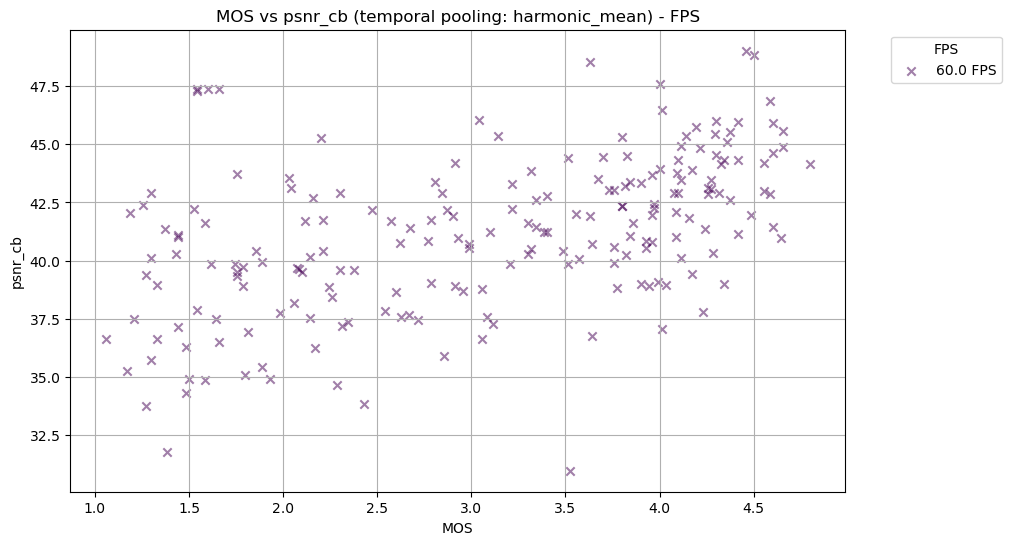 MOS vs psnr_cb (temporal pooling: harmonic_mean) - FPS
FPS
60.0 FPS
psnr_cb
47.5
45.0
42.5
40.0
37.5
35.0
32.5
1.0 1.5 2.0 2.5 3.0 3.5 4.0 4.5
MOS